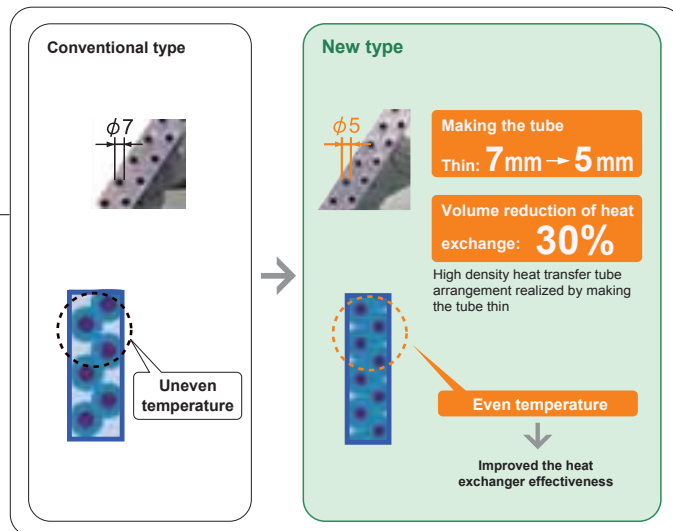 Conventional type
ϕ7
Uneven
temperature
New type
ϕ5
Making the tube
Thin: 7mm→5mm
Volume reduction of heat
exchange: 30%
High density heat transfer tube
arrangement realized by making
the tube thin
Even temperature
Improved the heat
exchanger effectiveness